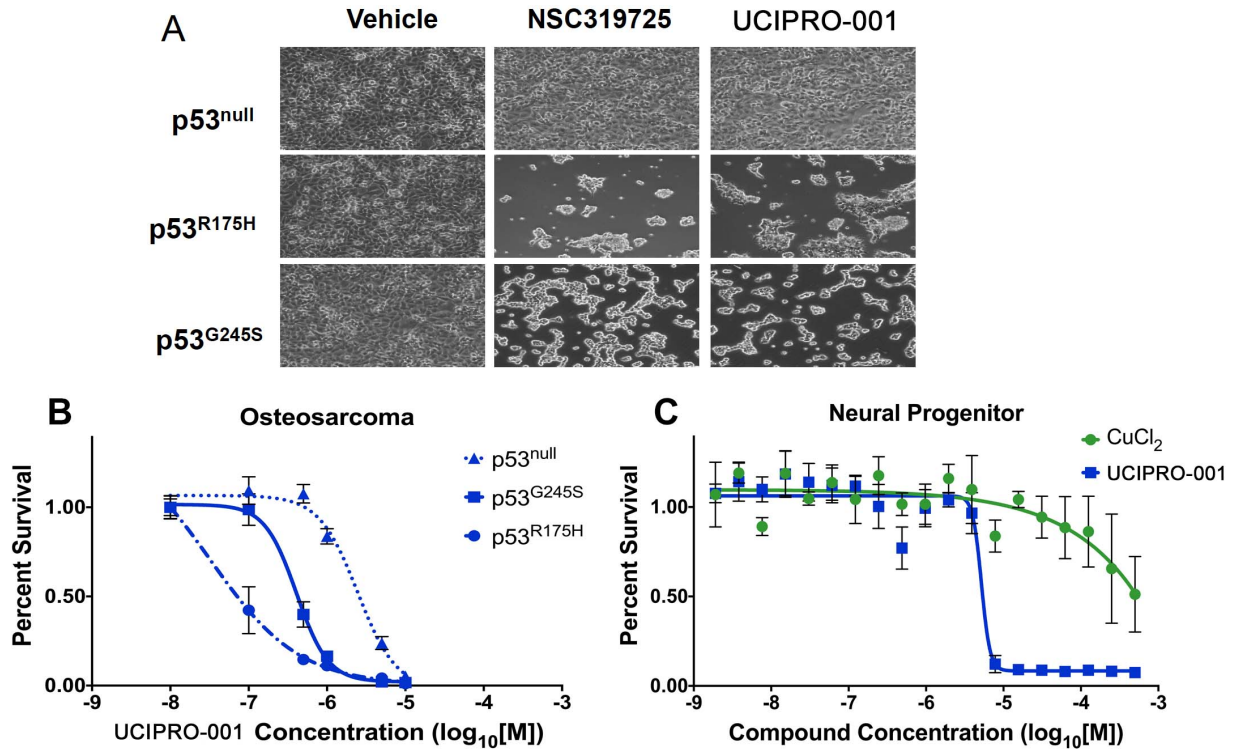 A
Vehicle NSC319725 UCIPRO-001
p53null
p53R175H
p53G245S
B
Osteosarcoma
p53null
p53G245S
p53R175H
Percent Survival
1.00
0.50
0.00
-9 -8 -7 -6 -5 -4 -3 -2
UCIPRO-001 Concentration (log10[M])
C
Neural Progenitor
CuCl2
UCIPRO-001
Percent Survival
1.00
0.50
0.00
-9 -8 -7 -6 -5 -4 -3
Compound Concentration (log10[M])